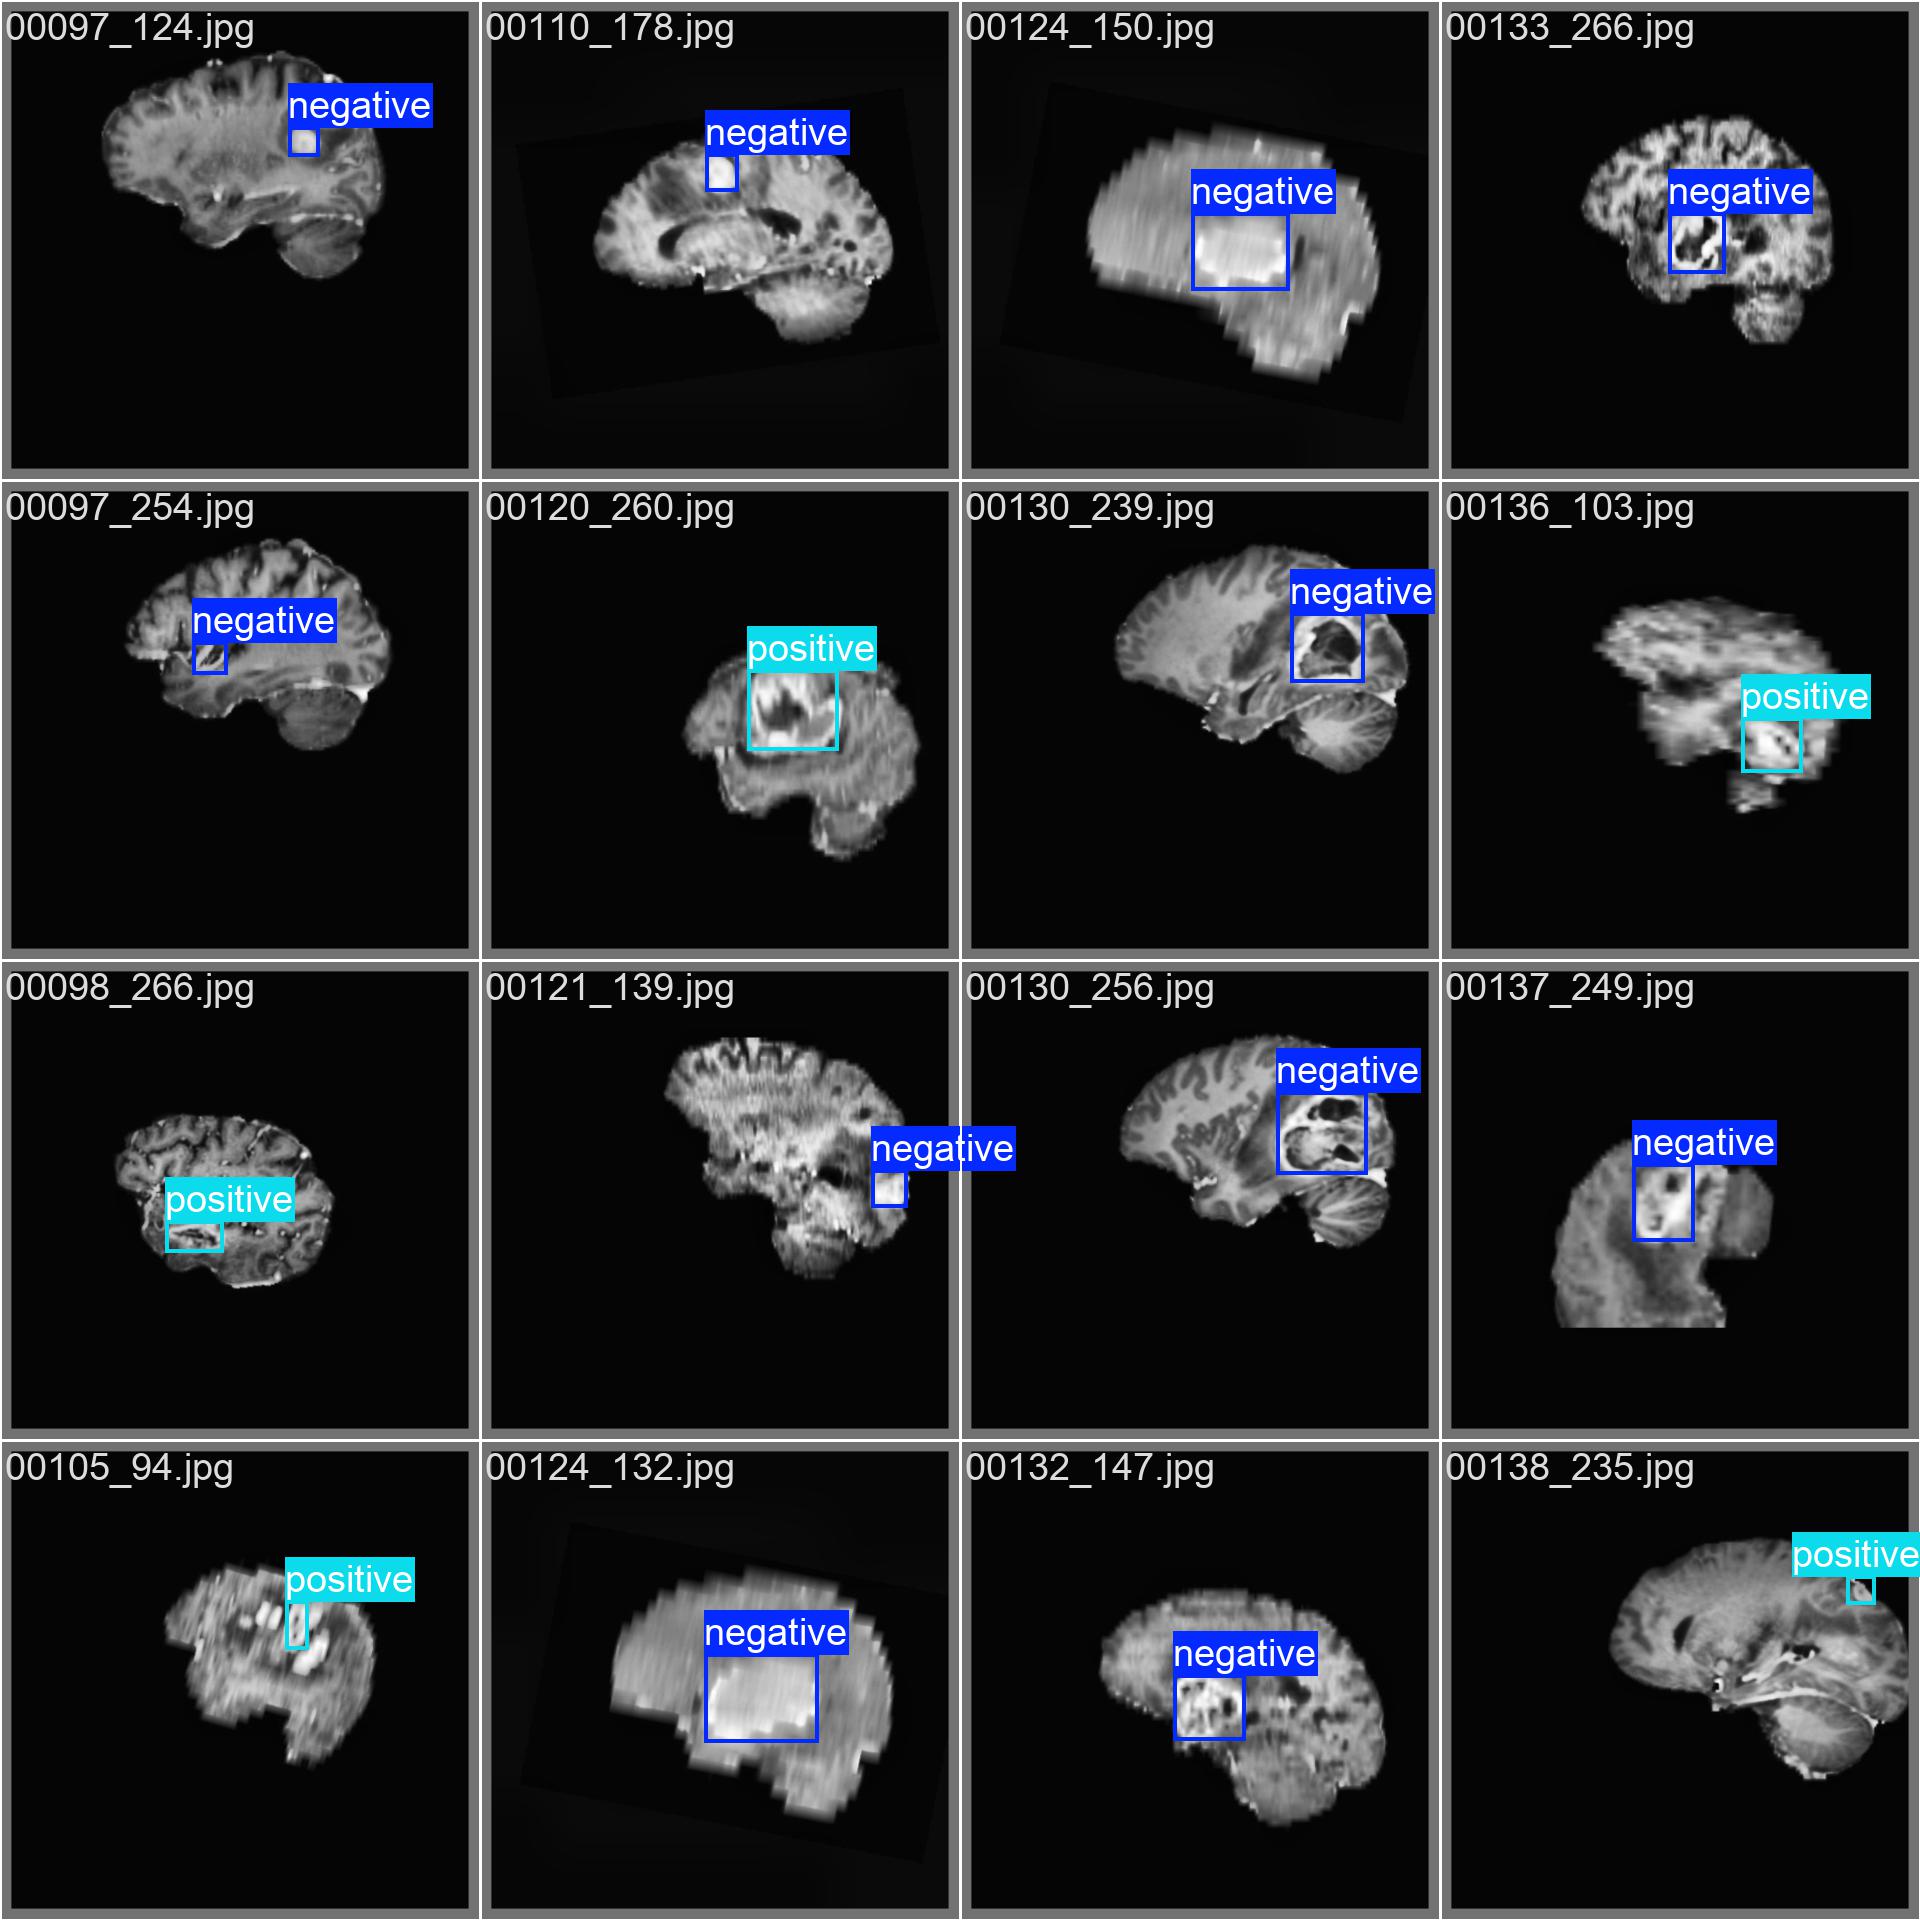 00097_124.jpg
negative
00110_178.jpg
negative
00124_150.jpg
negative
00133_266.jpg
negative
00097_254.jpg
negative
00120_260.jpg
positive
00130_239.jpg
negative
00136_103.jpg
positive
00098_266.jpg
positive
00121_139.jpg
negative
00130_256.jpg
negative
00137_249.jpg
negative
00105_94.jpg
positive
00124_132.jpg
negative
00132_147.jpg
negative
00138_235.jpg
positive